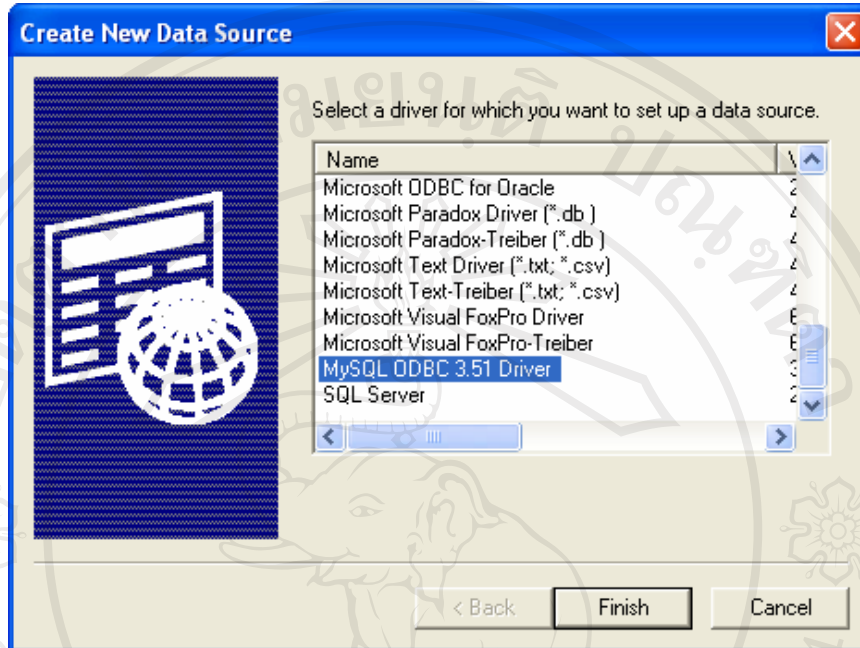 Create New Data Source
Select a driver for which you want to set up a data source.
Name
Microsoft ODBC for Oracle
Microsoft Paradox Driver (*.db )
Microsoft Paradox-Treiber (*.db )
Microsoft Text Driver (*.txt; *.csv)
Microsoft Text-Treiber (*.txt; *.csv)
Microsoft Visual FoxPro Driver
Microsoft Visual FoxPro-Treiber
MySQL ODBC 3.51 Driver
SQL Server
< Back Finish Cancel